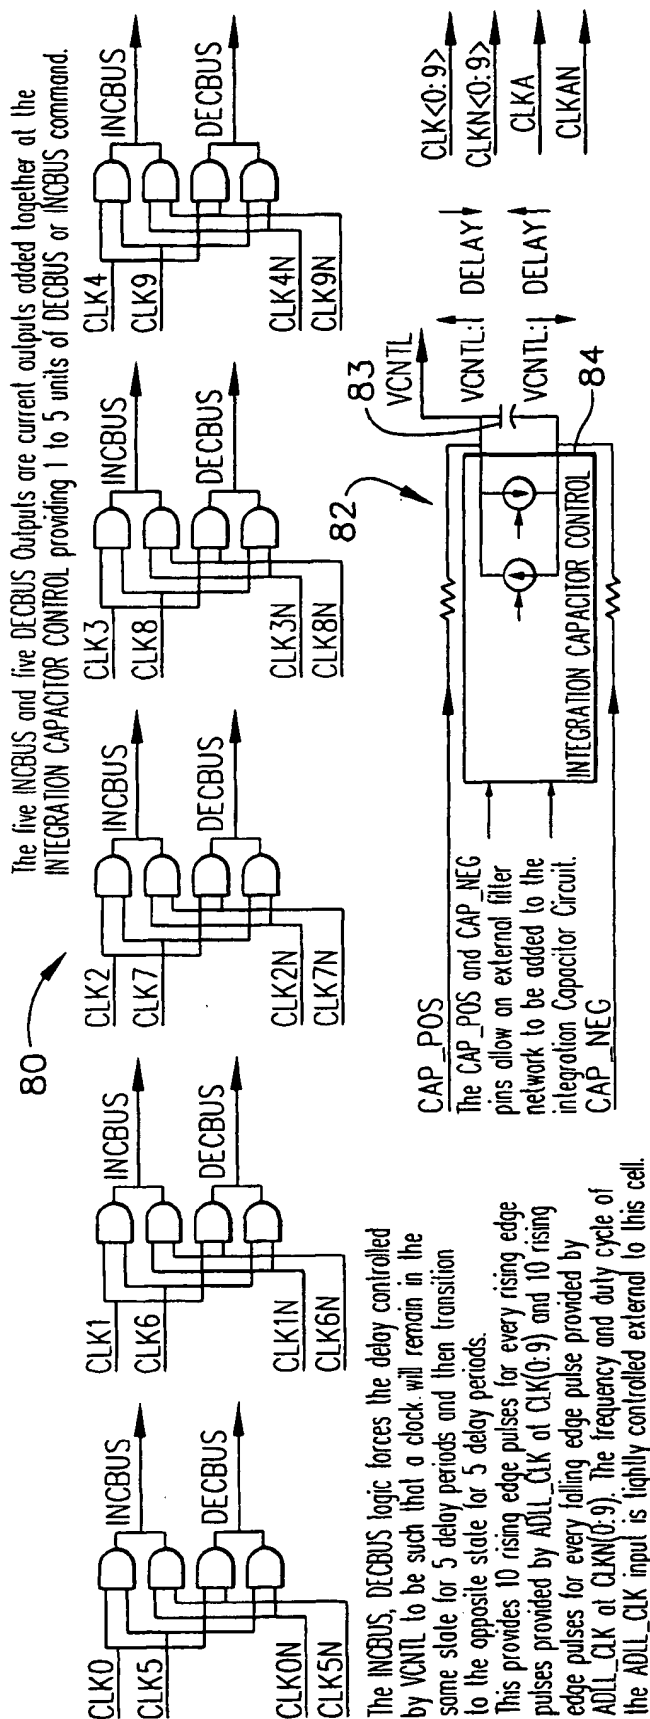 The five INCBUS and five DECBUS Outputs are current outputs added together at the
INTEGRATION CAPACITOR CONTROL providing 1 to 5 units of DECBUS or INCBUS command.
80
CLK0
CLK5
CLK0N
CLK5N
INCBUS
DECBUS
CLK1
CLK6
CLK1N
CLK6N
INCBUS
DECBUS
CLK2
CLK7
CLK2N
CLK7N
INCBUS
DECBUS
CLK3
CLK8
CLK3N
CLK8N
INCBUS
DECBUS
CLK4
CLK9
CLK4N
CLK9N
INCBUS
DECBUS
The INCBUS, DECBUS logic forces the delay controlled
by VCNTL to be such that a clock will remain in the
same state for 5 delay periods and then transition
to the opposite state for 5 delay periods.
This provides 10 rising edge pulses for every rising edge
pulses provided by ADLL_CLK at CLK(0:9) and 10 rising
edge pulses for every falling edge pulse provided by
ADLL_CLK at CLKN(0:9). The frequency and duty cycle of
the ADLL_CLK input is tightly controlled external to this cell.
CAP_POS
The CAP_POS and CAP_NEG
pins allow an external filter
network to be added to the
integration Capacitor Circuit.
CAP_NEG
82
INTEGRATION CAPACITOR CONTROL
83
84
VCNTL
VCNTL: DELAY
VCNTL: DELAY
CLK<0:9>
CLKN<0:9>
CLKA
CLKAN